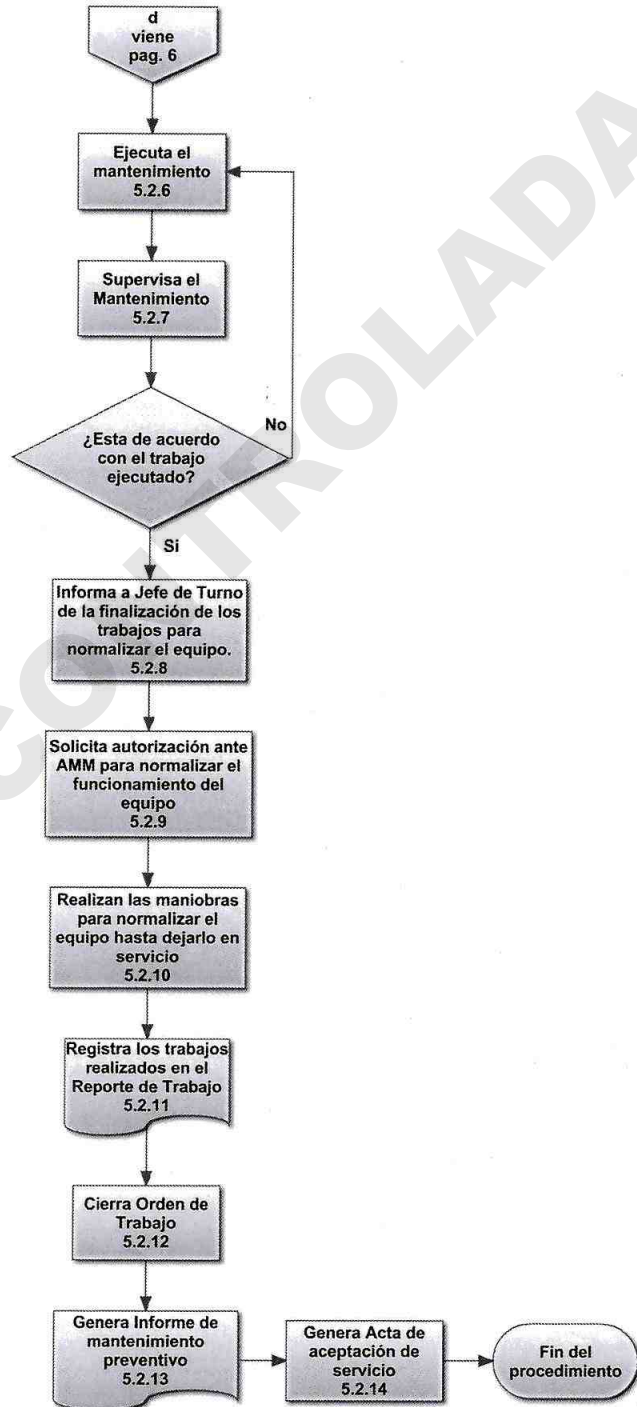 d
viene
pag. 6
Ejecuta el
mantenimiento
5.2.6
Supervisa el
Mantenimiento
5.2.7
¿Esta de acuerdo
con el trabajo
ejecutado?
No
Si
Informa a Jefe de Turno
de la finalización de los
trabajos para
normalizar el equipo.
5.2.8
Solicita autorización ante
AMM para normalizar el
funcionamiento del
equipo
5.2.9
Realizan las maniobras
para normalizar el
equipo hasta dejarlo en
servicio
5.2.10
Registra los trabajos
realizados en el
Reporte de Trabajo
5.2.11
Cierra Orden de
Trabajo
5.2.12
Genera Informe de
mantenimiento
preventivo
5.2.13
Genera Acta de
aceptación de
servicio
5.2.14
Fin del
procedimiento
CONTROLADA